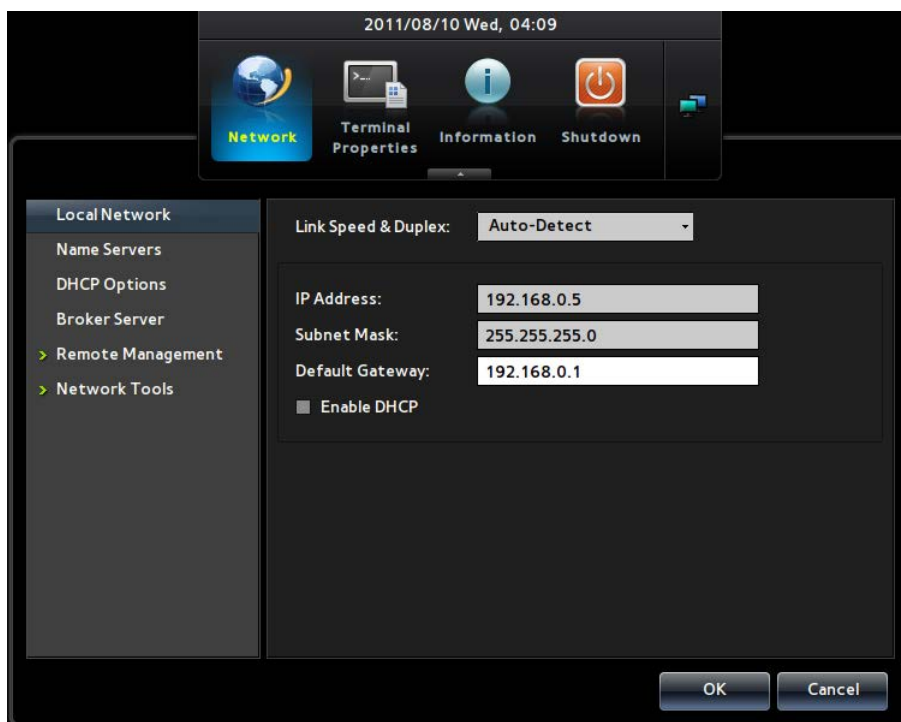 2011/08/10 Wed, 04:09
Network
Terminal
Properties
Information
Shutdown
Local Network
Name Servers
DHCP Options
Broker Server
Remote Management
Network Tools
Link Speed & Duplex: Auto-Detect
IP Address: 192.168.0.5
Subnet Mask: 255.255.255.0
Default Gateway: 192.168.0.1
Enable DHCP
OK Cancel